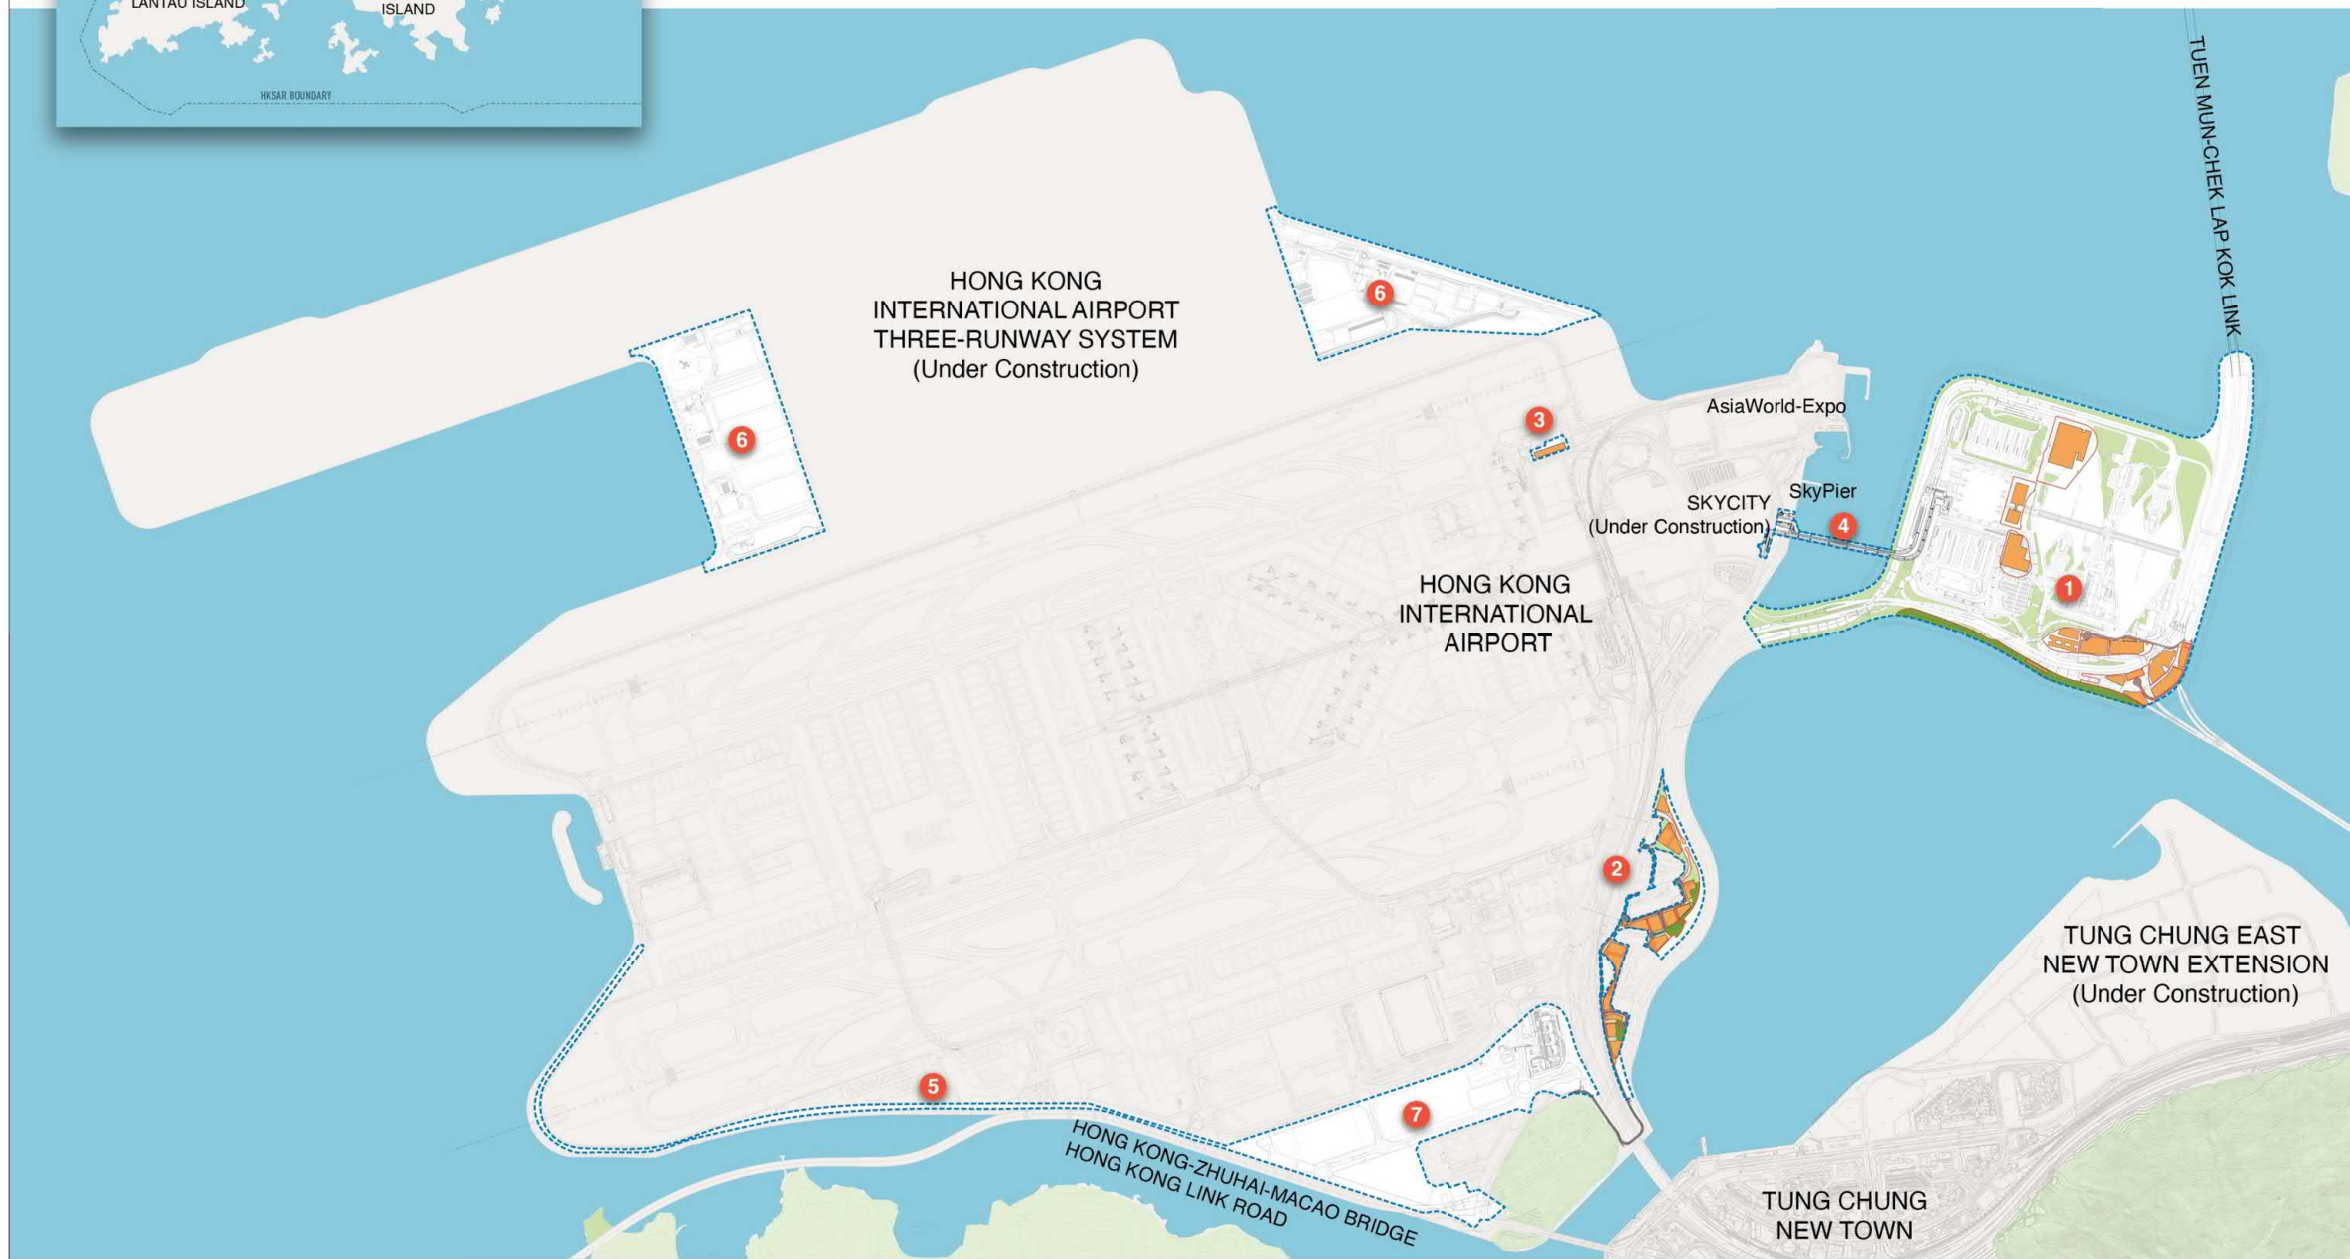 LANTAU ISLAND
ISLAND
HKSAR BOUNDARY
TUEN MUN-CHEK LAP KOK LINK
HONG KONG
INTERNATIONAL AIRPORT
THREE-RUNWAY SYSTEM
(Under Construction)
6
6
3
AsiaWorld-Expo
SKYCITY
(Under Construction)
SkyPier
4
1
HONG KONG
INTERNATIONAL
AIRPORT
2
TUNG CHUNG EAST
NEW TOWN EXTENSION
(Under Construction)
5
7
HONG KONG-ZHUHAI-MACAO BRIDGE
HONG KONG LINK ROAD
TUNG CHUNG
NEW TOWN